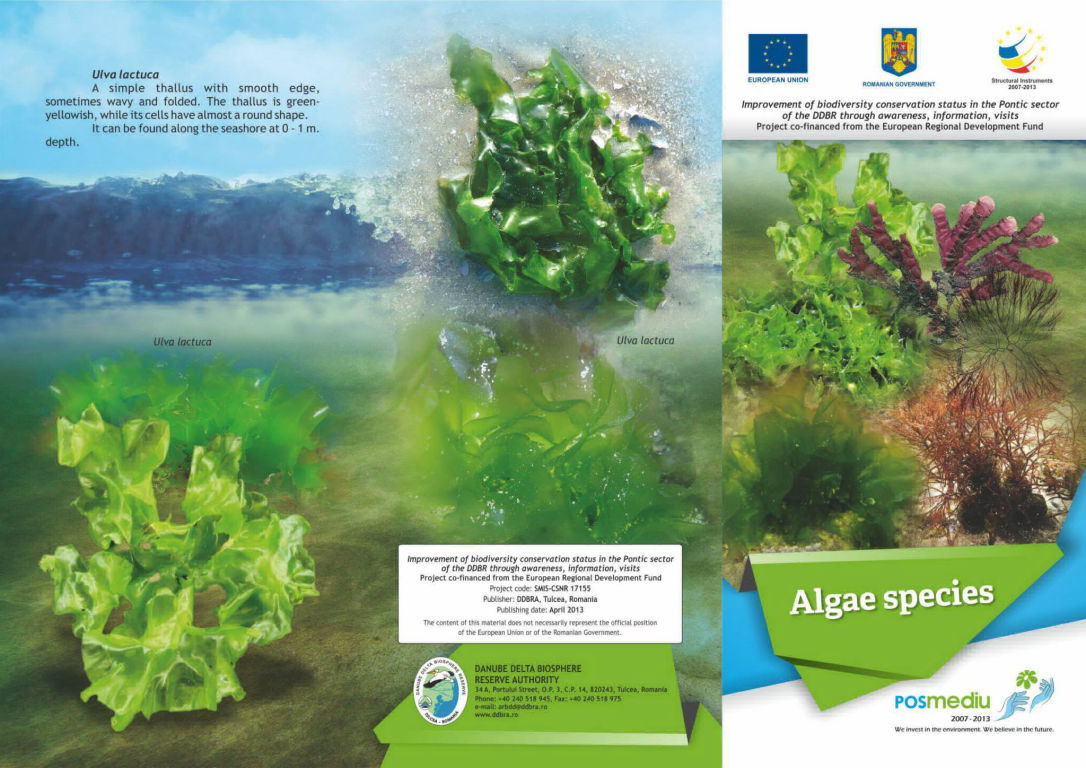 Ulva lactuca
A simple thallus with smooth edge,
sometimes wavy and folded. The thallus is green-
yellowish, while its cells have almost a round shape.
It can be found along the seashore at 0 - 1 m.
depth.
Ulva lactuca
Ulva lactuca
Improvement of biodiversity conservation status in the Pontic sector
of the DDBR through awareness, information, visits
Project co-financed from the European Regional Development Fund
Project code: SMIS-CSNR 17155
Publisher: DDBRA, Tulcea, Romania
Publishing date: April 2013
The content of this material does not necessarily represent the official position
of the European Union or of the Romanian Government.
DANUBE DELTA BIOSPHERE RESERVE
DDBRA - ROMANIA
DANUBE DELTA BIOSPHERE
RESERVE AUTHORITY
34 A, Portului Street, O.P. 3, C.P. 14, 820243, Tulcea, Romania
Phone: +40 240 518 945, Fax: +40 240 518 975
e-mail: arbdd@ddbra.ro
www.ddbra.ro
EUROPEAN UNION
ROMANIAN GOVERNMENT
Structural Instruments
2007-2013
Improvement of biodiversity conservation status in the Pontic sector
of the DDBR through awareness, information, visits
Project co-financed from the European Regional Development Fund
Algae species
POSmediu
2007 - 2013
We invest in the environment. We believe in the future.